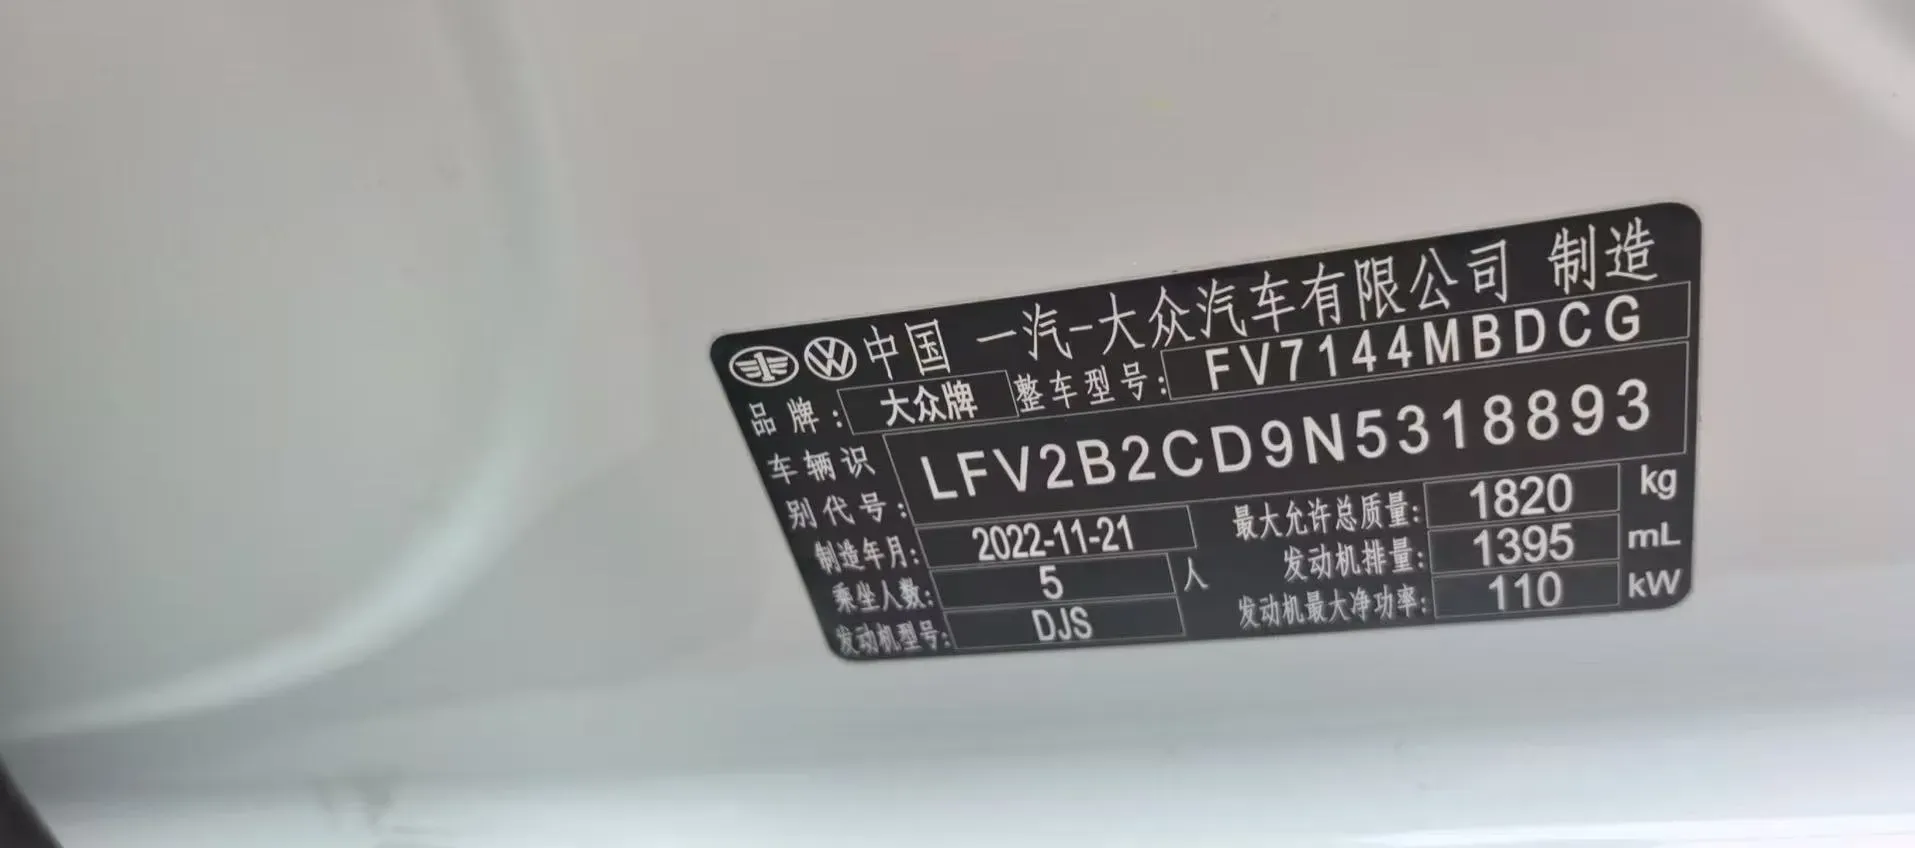 中国 一汽-大众汽车有限公司 制造
品牌: 大众牌 整车型号: FV7144MBDCG
车辆识别代号: LFV2B2CD9N5318893
制造年月: 2022-11-21 最大允许总质量: 1820 kg
乘坐人数: 5 人 发动机排量: 1395 mL
发动机型号: DJS 发动机最大净功率: 110 kW